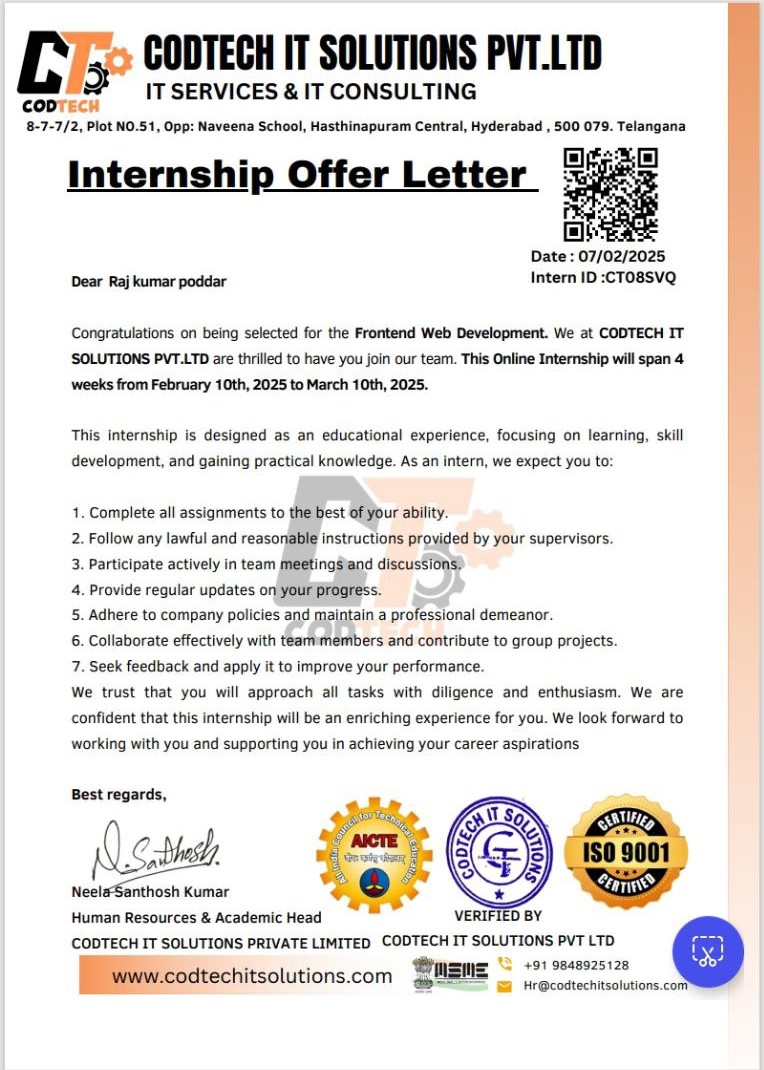 CT
CODTECH
CODTECH IT SOLUTIONS PVT.LTD
IT SERVICES & IT CONSULTING
8-7-7/2, Plot NO.51, Opp: Naveena School, Hasthinapuram Central, Hyderabad , 500 079. Telangana
Internship Offer Letter
Date : 07/02/2025
Intern ID :CT08SVQ
Dear Raj kumar poddar
Congratulations on being selected for the Frontend Web Development. We at CODTECH IT
SOLUTIONS PVT.LTD are thrilled to have you join our team. This Online Internship will span 4
weeks from February 10th, 2025 to March 10th, 2025.
This internship is designed as an educational experience, focusing on learning, skill
development, and gaining practical knowledge. As an intern, we expect you to:
CT
CODTECH
1. Complete all assignments to the best of your ability.
2. Follow any lawful and reasonable instructions provided by your supervisors.
3. Participate actively in team meetings and discussions.
4. Provide regular updates on your progress.
5. Adhere to company policies and maintain a professional demeanor.
6. Collaborate effectively with team members and contribute to group projects.
7. Seek feedback and apply it to improve your performance.
We trust that you will approach all tasks with diligence and enthusiasm. We are
confident that this internship will be an enriching experience for you. We look forward to
working with you and supporting you in achieving your career aspirations
Best regards,
N. Santhosh.
Neela Santhosh Kumar
Human Resources & Academic Head
CODTECH IT SOLUTIONS PRIVATE LIMITED
All India Council for Technical Education
AICTE
CODTECH IT SOLUTIONS
CT
CERTIFIED
ISO 9001
CERTIFIED
VERIFIED BY
CODTECH IT SOLUTIONS PVT LTD
www.codtechitsolutions.com
MSME
+91 9848925128
Hr@codtechitsolutions.com